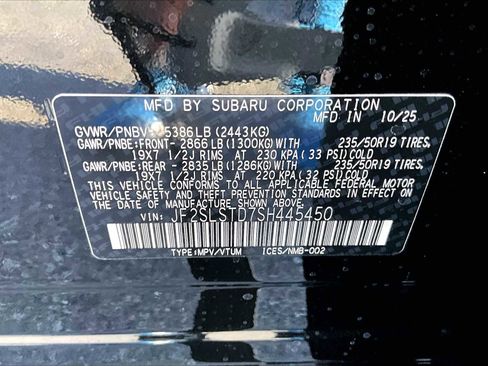 MFD BY SUBARU CORPORATION
MFD IN 10/25
GVWR/PNBV: 5386LB (2443KG)
GAWR/PNBE: FRONT- 2866LB (1300KG)WITH 235/50R19 TIRES,
19X7 1/2J RIMS AT 230 KPA (33 PSI)COLD
GAWR/PNBE: REAR - 2835LB (1286KG)WITH 235/50R19 TIRES,
19X7 1/2J RIMS AT 220 KPA (32 PSI)COLD
THIS VEHICLE CONFORMS TO ALL APPLICABLE FEDERAL MOTOR
VEHICLE SAFETY AND THEFT PREVENTION STANDARDS IN EFFECT ON
THE DATE OF MANUFACTURE SHOWN ABOVE.
VIN: JF2SLSTD7SH445450
TYPE:MPV/VTUM ICES/NMB-002